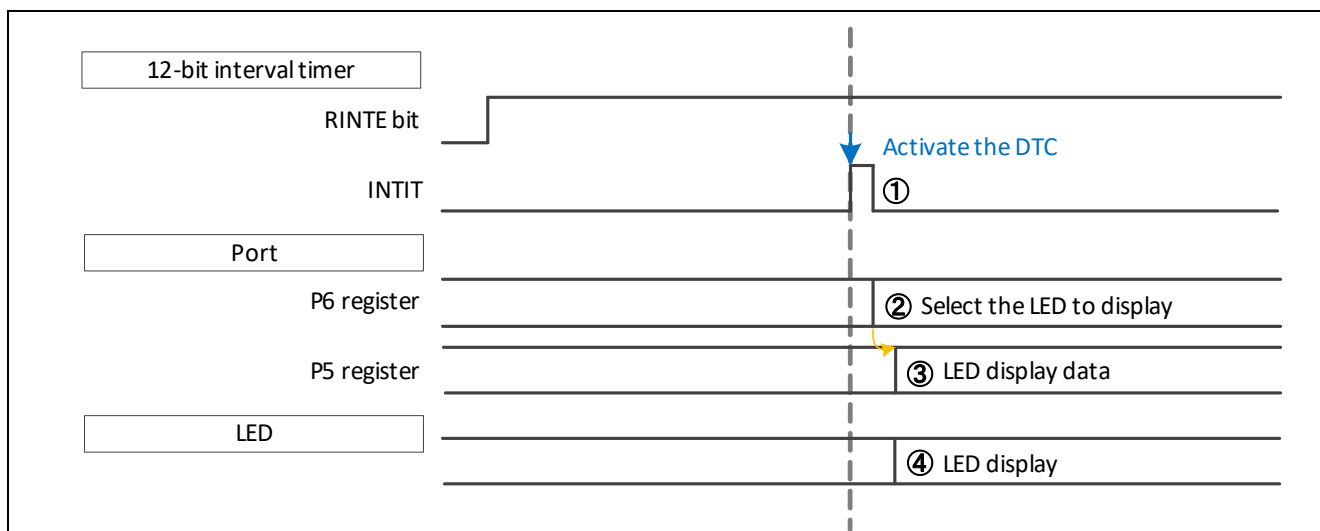 12-bit interval timer
RINTE bit
Activate the DTC
INTIT
①
Port
P6 register
② Select the LED to display
P5 register
③ LED display data
LED
④ LED display